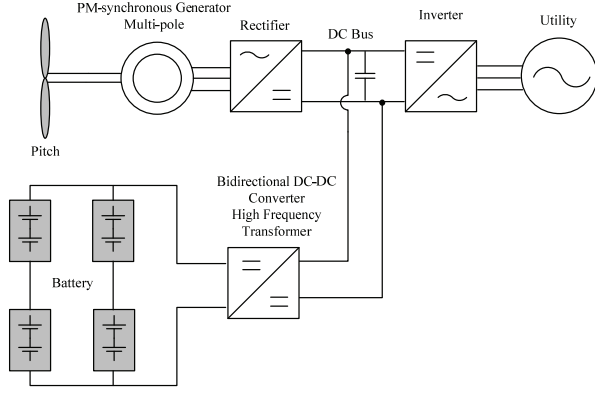 PM-synchronous Generator
Multi-pole
Rectifier
DC Bus
Inverter
Utility
Pitch
Bidirectional DC-DC
Converter
High Frequency
Transformer
Battery